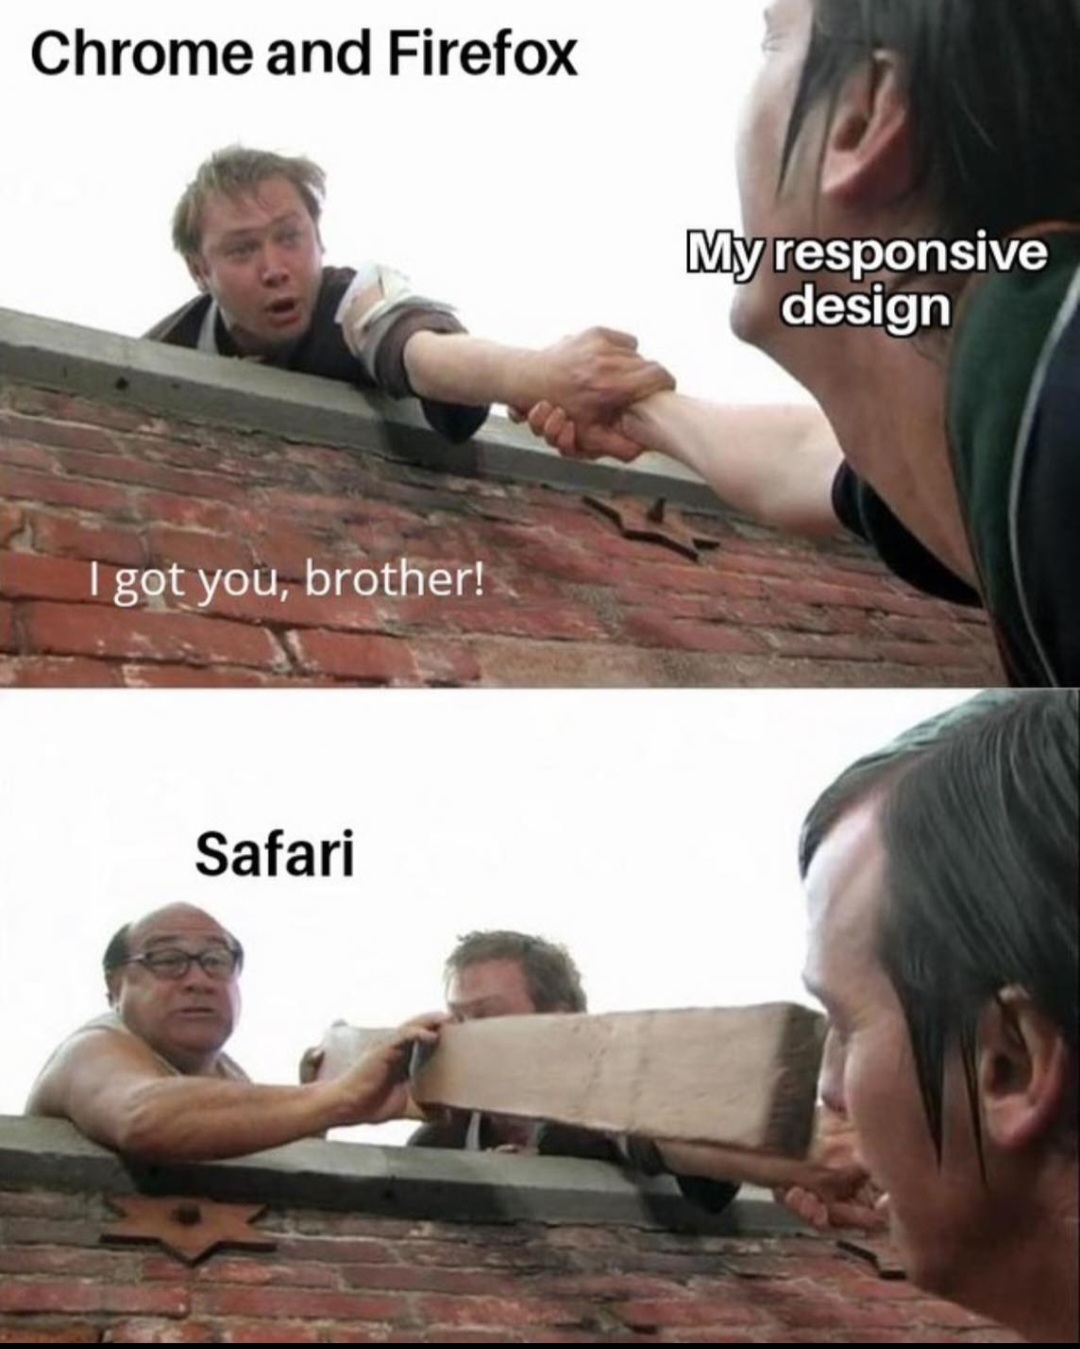 Chrome and Firefox
My responsive
design
I got you, brother!
Safari